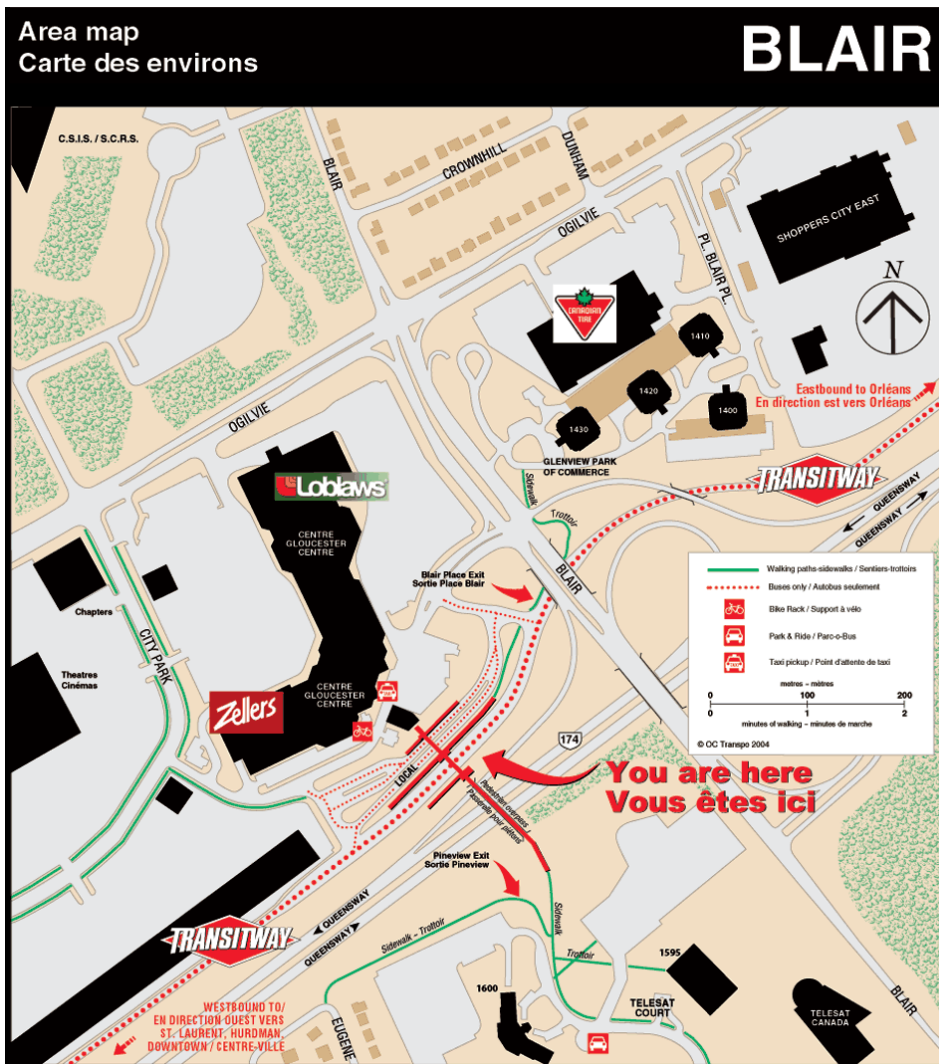 Area map
Carte des environs
BLAIR
C.S.I.S. / S.C.R.S.
BLAIR
CROWNHILL
DUNHAM
OGILVIE
PL. BLAIR PL.
SHOPPERS CITY EAST
N
CANADIAN
TIRE
1410
1420
1400
1430
Eastbound to Orléans
En direction est vers Orléans
OGILVIE
GLENVIEW PARK
OF COMMERCE
Loblaws
Sidewalk
Trottoir
TRANSITWAY
QUEENSWAY
QUEENSWAY
CENTRE
GLOUCESTER
CENTRE
Blair Place Exit
Sortie Place Blair
BLAIR
Walking paths-sidewalks / Sentiers-trottoirs
Buses only / Autobus seulement
Bike Rack / Support à vélo
Park & Ride / Parc-o-Bus
Taxi pickup / Point d'attente de taxi
metres – mètres
0 100 200
0 1 2
minutes of walking – minutes de marche
© OC Transpo 2004
Chapters
CITY PARK
Theatres
Cinémas
Zellers
CENTRE
GLOUCESTER
CENTRE
TAXI
LOCAL
174
You are here
Vous êtes ici
Pedestrian overpass
Passerelle pour piétons
Pineview Exit
Sortie Pineview
TRANSITWAY
QUEENSWAY
QUEENSWAY
Sidewalk – Trottoir
Sidewalk
Trottoir
1595
1600
TELESAT
COURT
TELESAT
CANADA
BLAIR
EUGENE
WESTBOUND TO/
EN DIRECTION OUEST VERS
ST. LAURENT, HURDMAN,
DOWNTOWN / CENTRE-VILLE